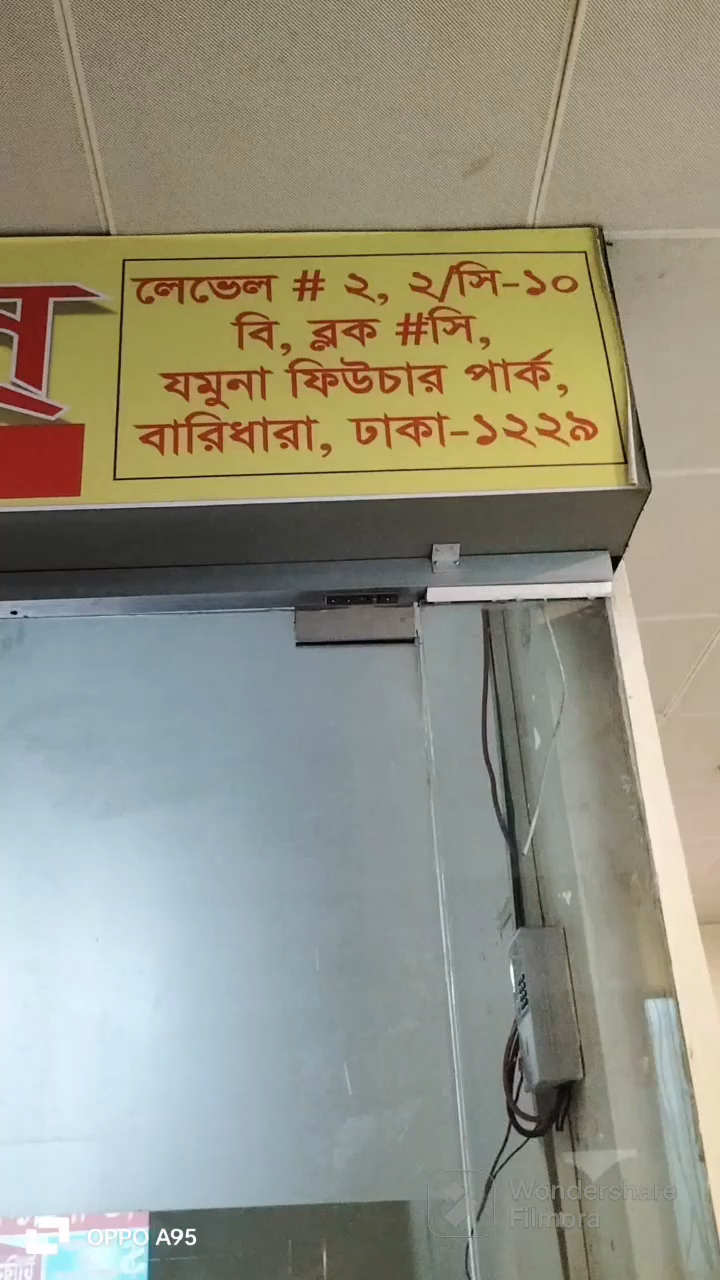 লেভেল # ২, ২/সি-১০
বি, ব্লক #সি,
যমুনা ফিউচার পার্ক,
বারিধারা, ঢাকা-১২২৯
Wondershare
Filmora
OPPO A95